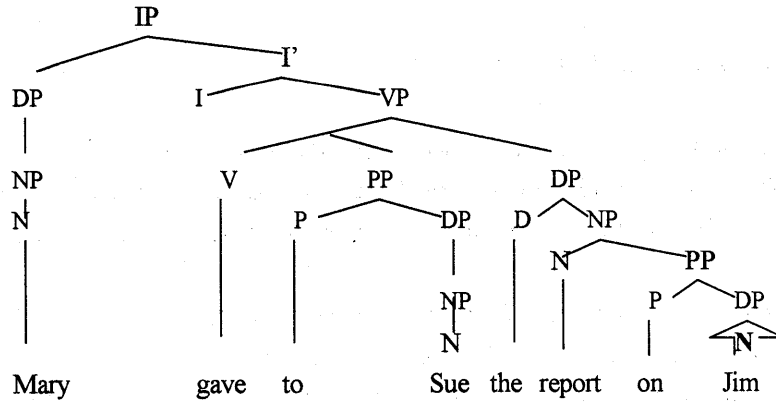 IP
I'
DP I VP
NP V PP DP
N P DP D NP
N PP
NP P DP
N N
Mary gave to Sue the report on Jim